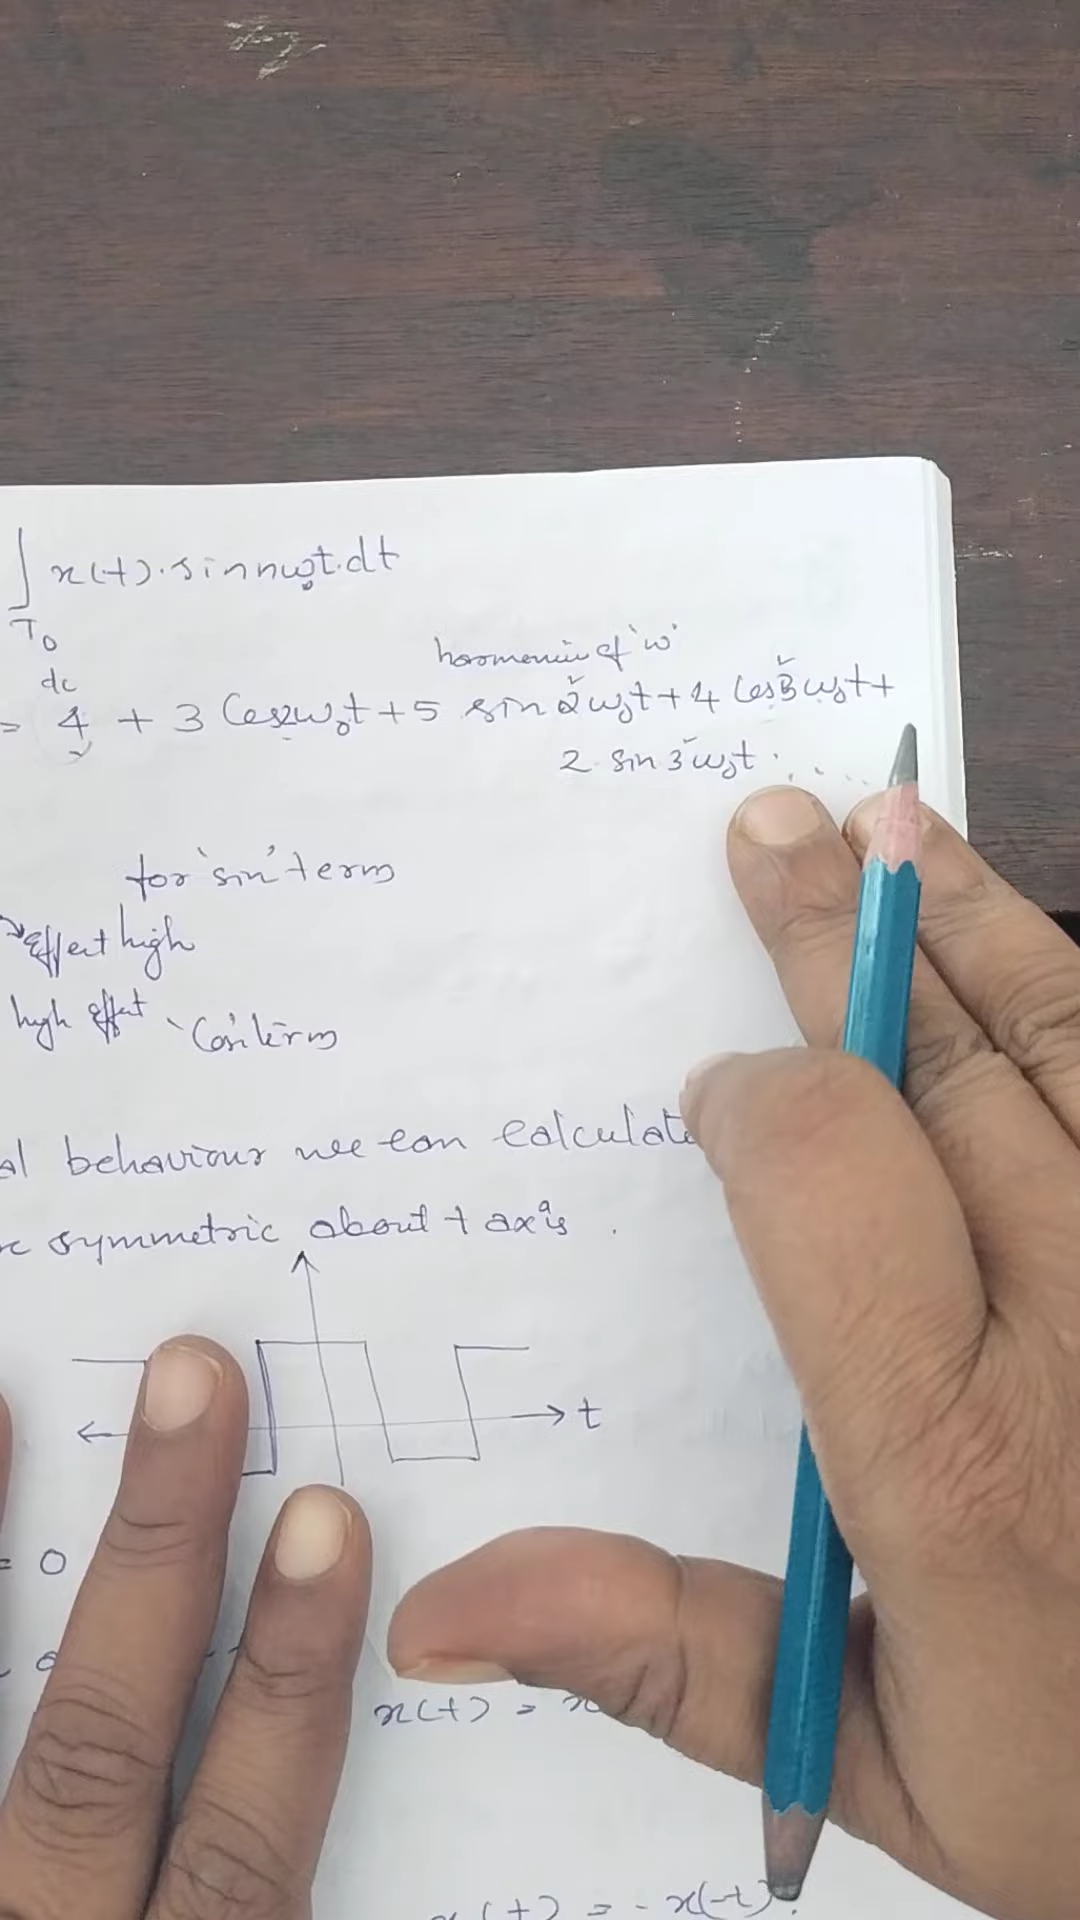 ∫ x(t).sin nω₀t.dt
T₀
harmonic of 'ω'
dc
= 4 + 3 Cos2ω₀t + 5 sin 2ω₀t + 4 Cos3ω₀t +
2 sin 3ω₀t .....
for 'sin' term
Effect high
high effect 'Cos' term
al behaviour we can calculate
symmetric about t axis .
t
= 0
x(t) =
x(t) = - x(-t).